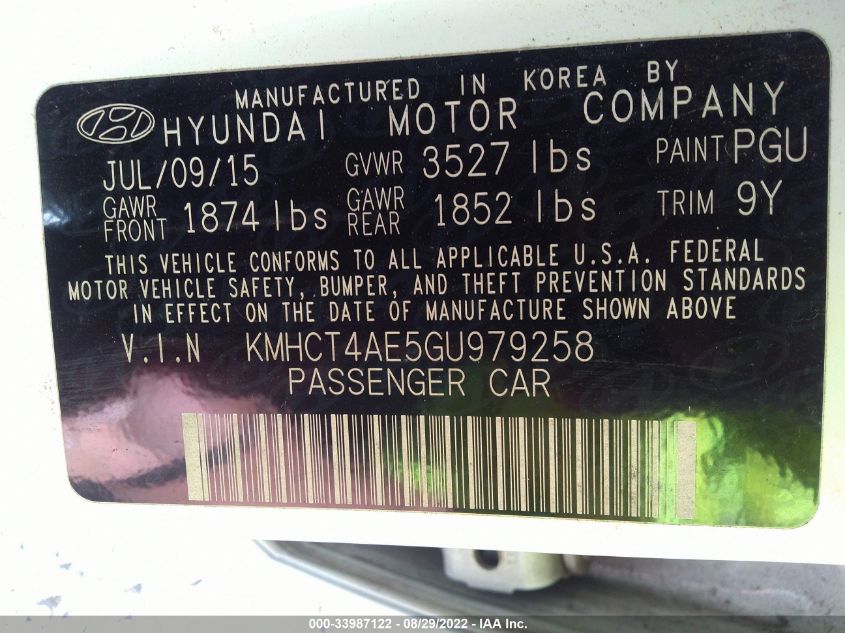 MANUFACTURED IN KOREA BY
HYUNDAI MOTOR COMPANY
JUL/09/15 GVWR 3527 lbs PAINT PGU
GAWR FRONT 1874 lbs GAWR REAR 1852 lbs TRIM 9Y
THIS VEHICLE CONFORMS TO ALL APPLICABLE U.S.A. FEDERAL
MOTOR VEHICLE SAFETY, BUMPER, AND THEFT PREVENTION STANDARDS
IN EFFECT ON THE DATE OF MANUFACTURE SHOWN ABOVE
V.I.N KMHCT4AE5GU979258
PASSENGER CAR
000-33987122 - 08/29/2022 - IAA Inc.